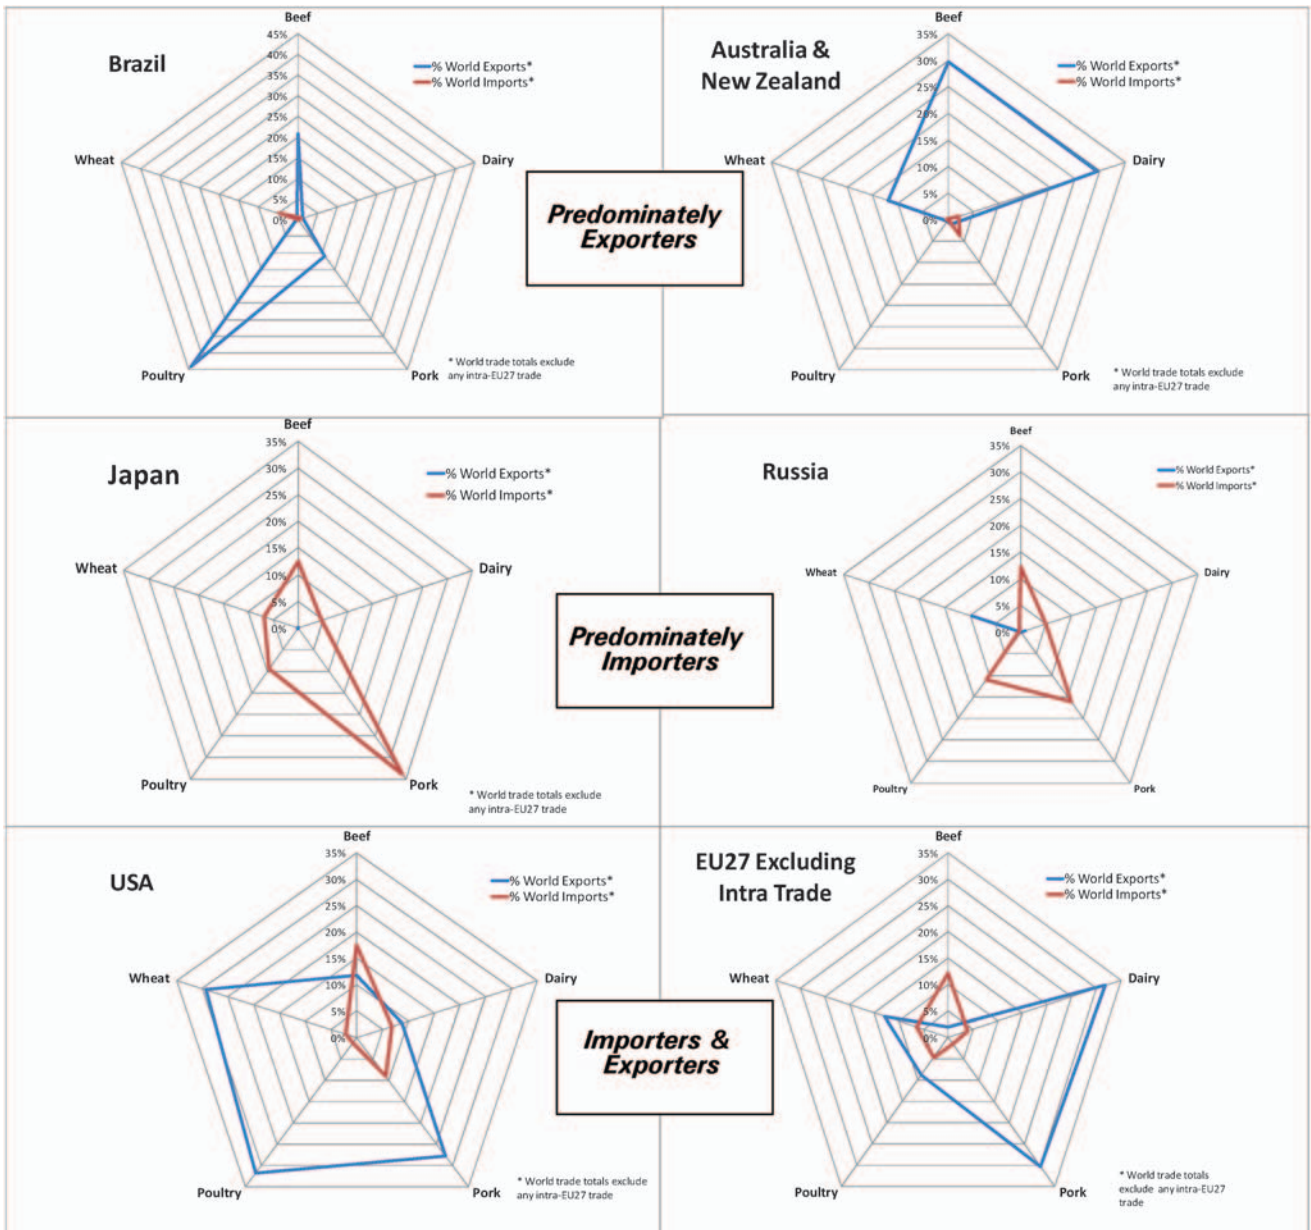 Brazil
Beef
45%
40%
35%
30%
25%
20%
15%
10%
5%
0%
% World Exports*
% World Imports*
Wheat
Dairy
Poultry
Pork
* World trade totals exclude
any intra-EU27 trade
Predominately
Exporters
Australia &
New Zealand
Beef
35%
30%
25%
20%
15%
10%
5%
0%
% World Exports*
% World Imports*
Wheat
Dairy
Poultry
Pork
* World trade totals exclude
any intra-EU27 trade
Japan
Beef
35%
30%
25%
20%
15%
10%
5%
0%
% World Exports*
% World Imports*
Wheat
Dairy
Poultry
Pork
* World trade totals exclude
any intra-EU27 trade
Predominately
Importers
Russia
Beef
35%
30%
25%
20%
15%
10%
5%
0%
% World Exports*
% World Imports*
Wheat
Dairy
Poultry
Pork
USA
Beef
35%
30%
25%
20%
15%
10%
5%
0%
% World Exports*
% World Imports*
Wheat
Dairy
Poultry
Pork
* World trade totals exclude
any intra-EU27 trade
Importers &
Exporters
EU27 Excluding
Intra Trade
Beef
35%
30%
25%
20%
15%
10%
5%
0%
% World Exports*
% World Imports*
Wheat
Dairy
Poultry
Pork
* World trade totals
exclude any intra-EU27
trade